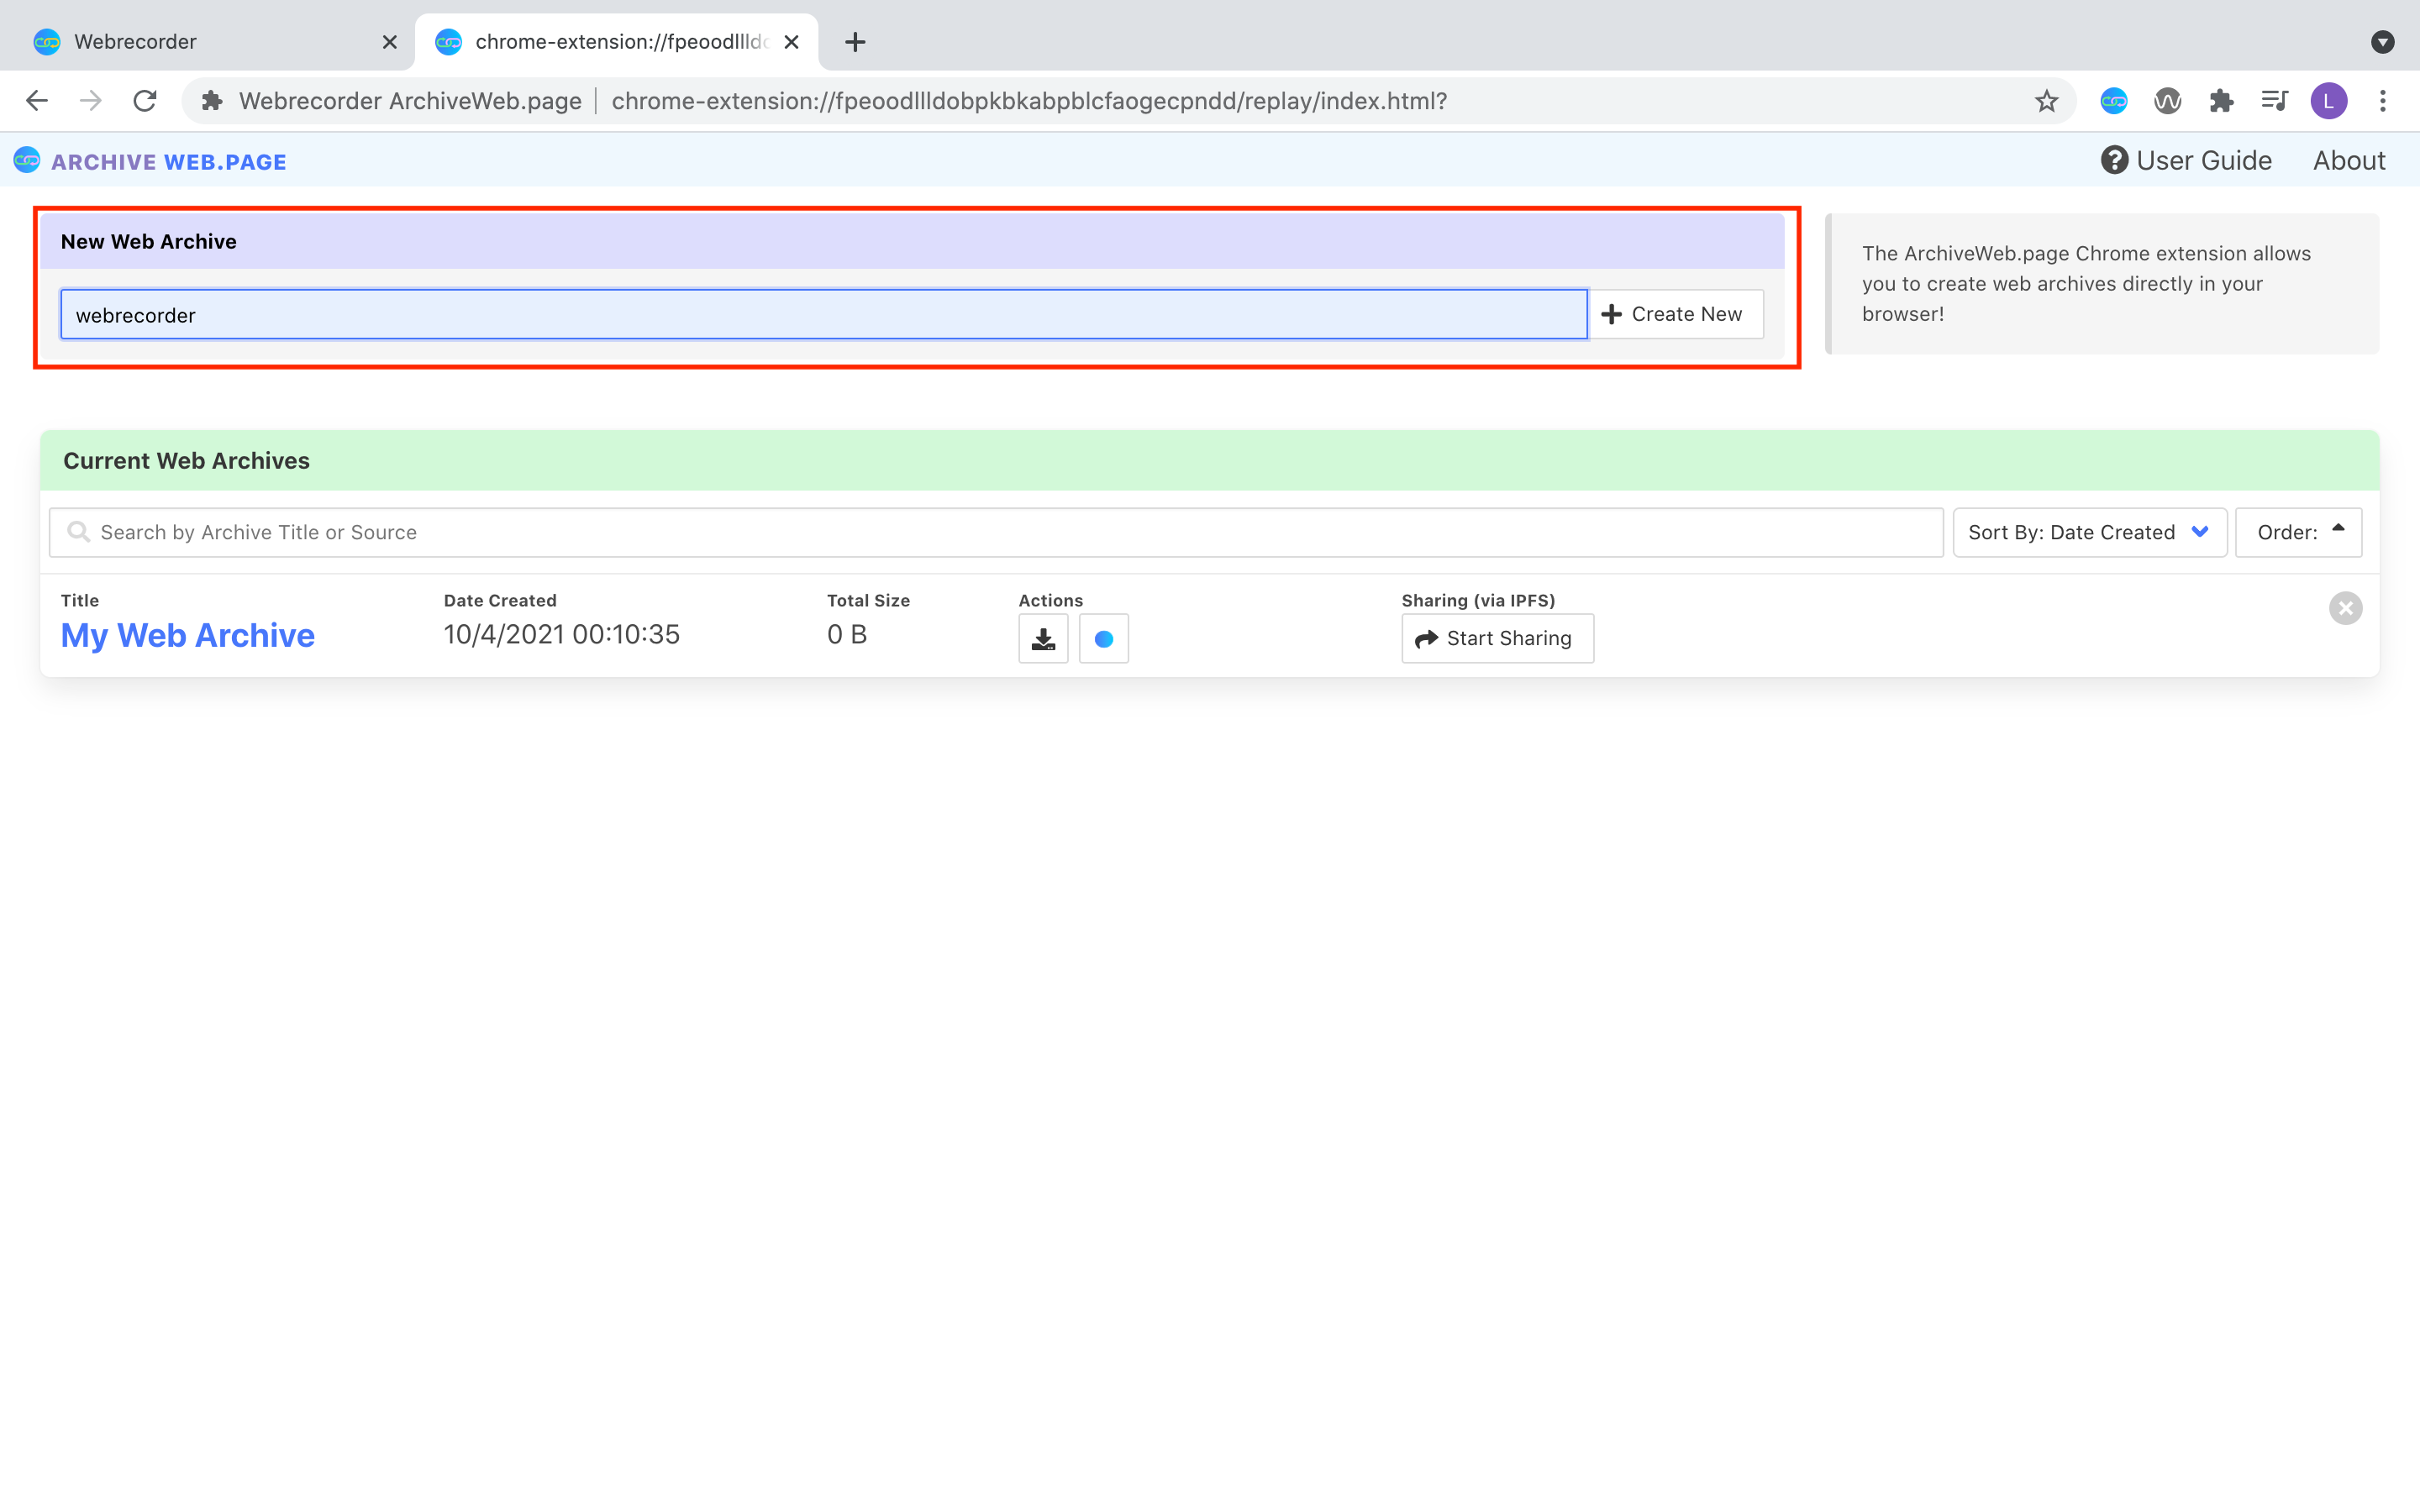 Webrecorder
chrome-extension://fpeoodllldo
Webrecorder ArchiveWeb.page | chrome-extension://fpeoodllldobpkbkabpblcfaogecpndd/replay/index.html?
L
ARCHIVE WEB.PAGE
? User Guide
About
New Web Archive
webrecorder
Create New
The ArchiveWeb.page Chrome extension allows
you to create web archives directly in your
browser!
Current Web Archives
Search by Archive Title or Source
Sort By: Date Created
Order:
Title
Date Created
Total Size
Actions
Sharing (via IPFS)
My Web Archive
10/4/2021 00:10:35
0 B
Start Sharing